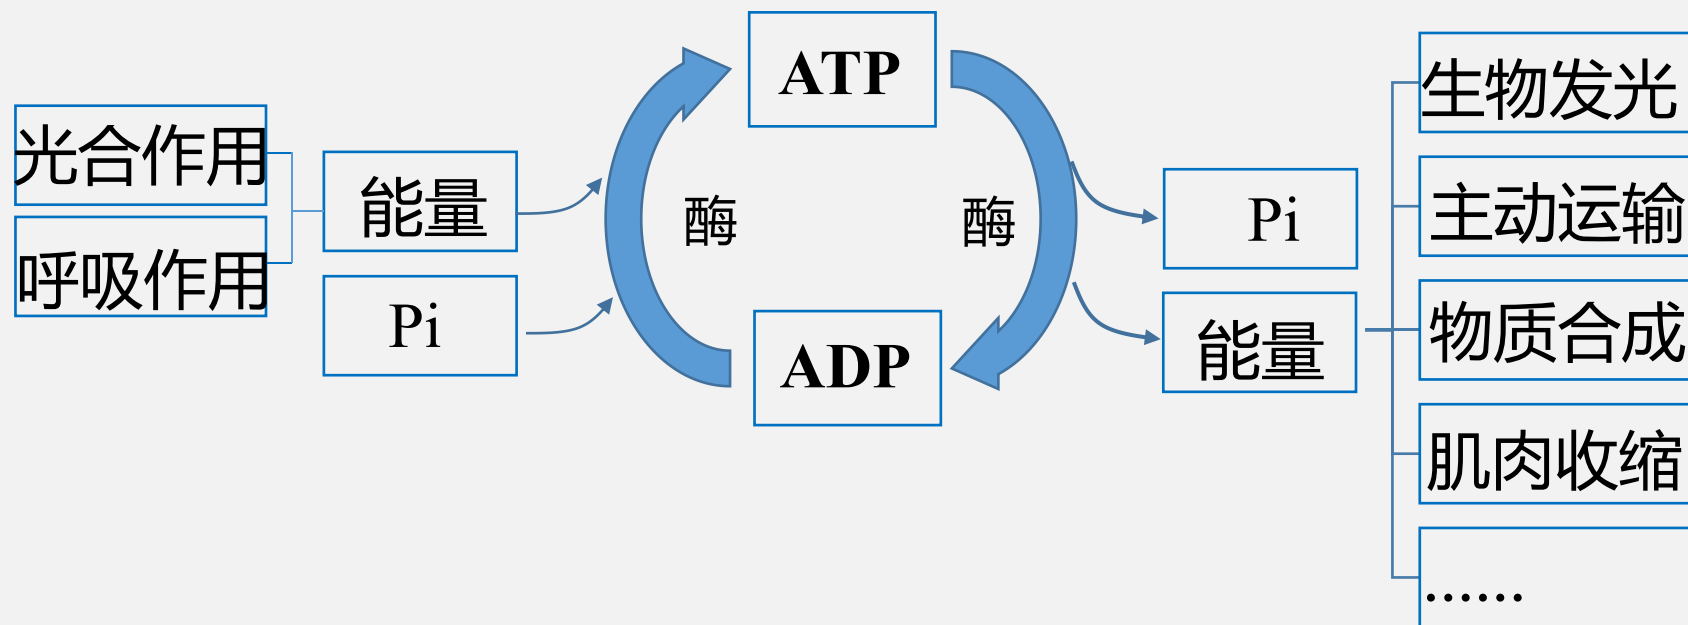 光合作用
呼吸作用
能量
Pi
ATP
酶
酶
ADP
Pi
能量
生物发光
主动运输
物质合成
肌肉收缩
……